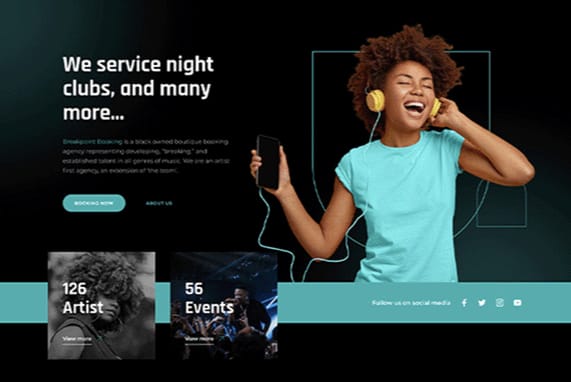 We service night
clubs, and many
more...
Breakpoint Booking is a black owned boutique booking
agency representing developing, "breaking," and
established talent in all genres of music. We are an artist
first agency, an extension of "the team".
BOOKING NOW
ABOUT US
126
Artist
View more
56
Events
View more
Follow us on social media